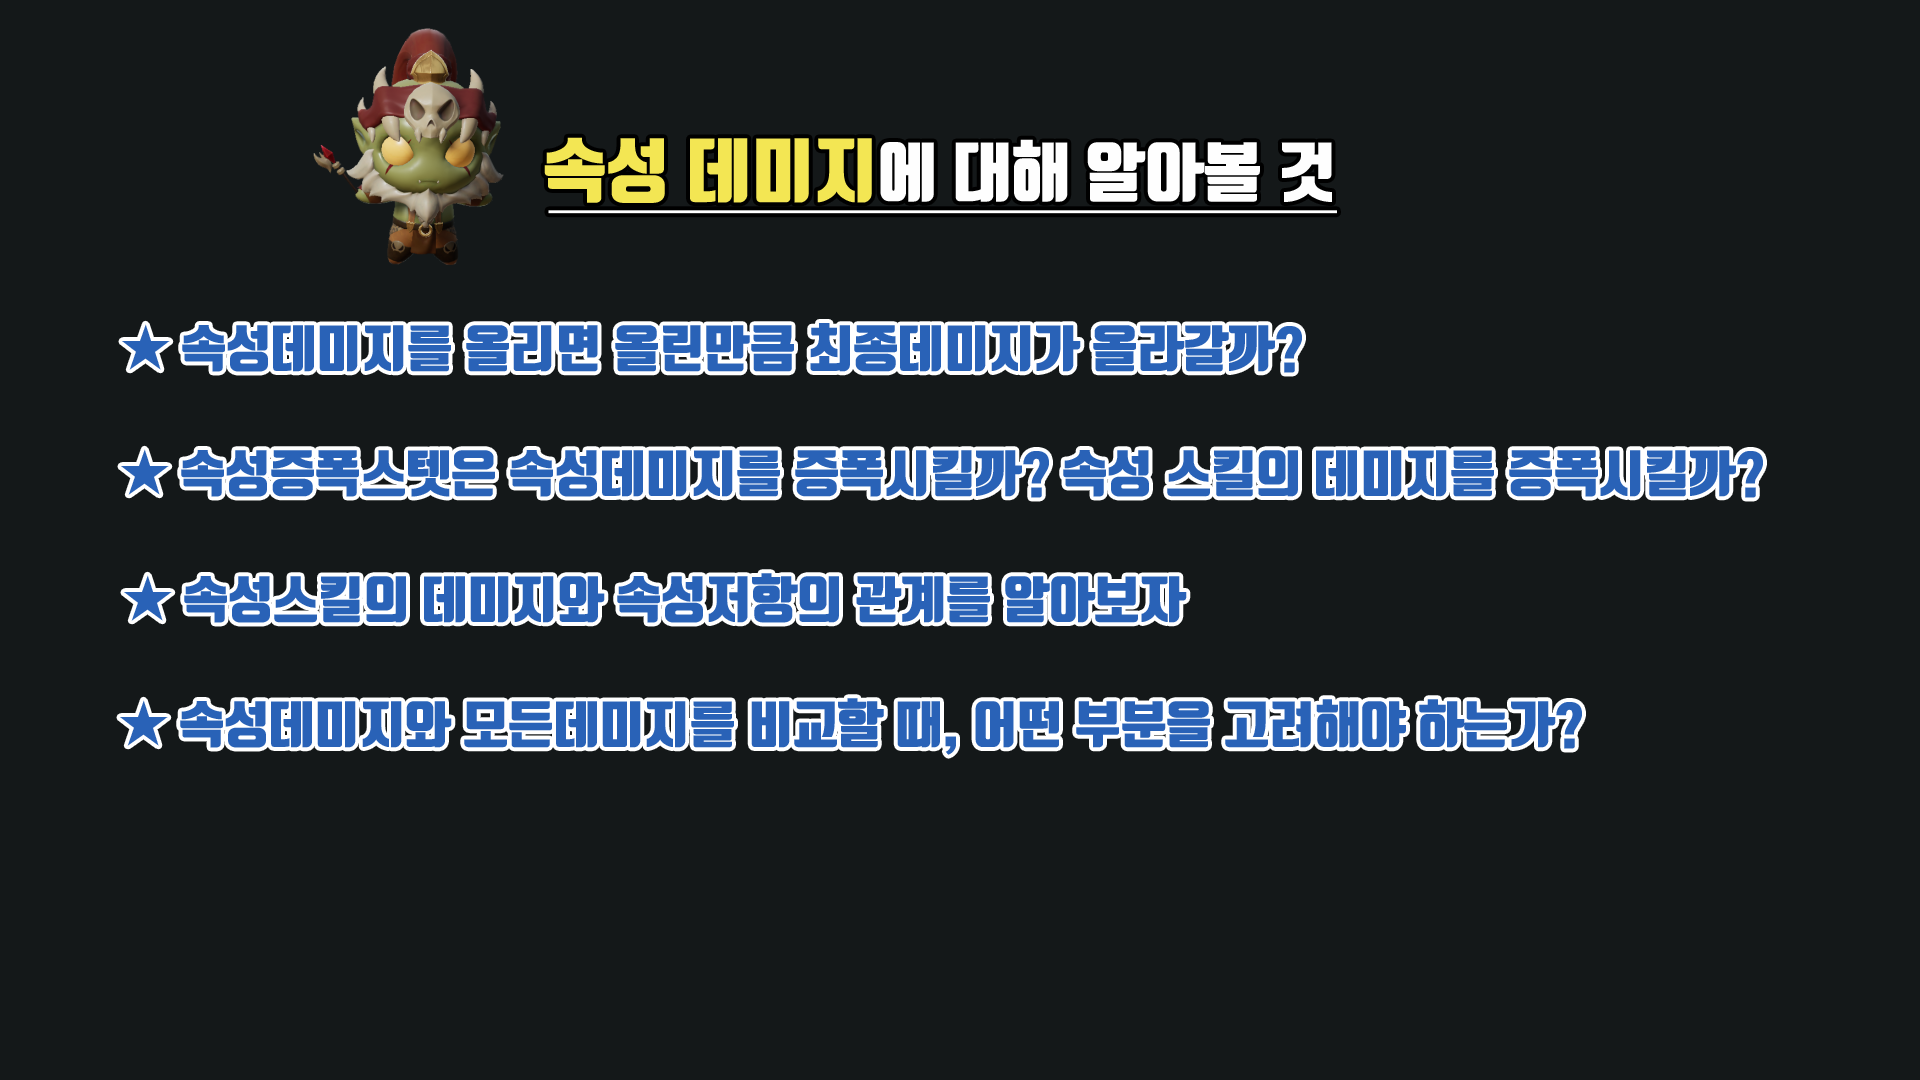 속성 데미지에 대해 알아볼 것
★ 속성데미지를 올리면 올린만큼 최종데미지가 올라갈까?
★ 속성증폭스텟은 속성데미지를 증폭시킬까? 속성 스킬의 데미지를 증폭시킬까?
★ 속성스킬의 데미지와 속성저항의 관계를 알아보자
★ 속성데미지와 모든데미지를 비교할 때, 어떤 부분을 고려해야 하는가?